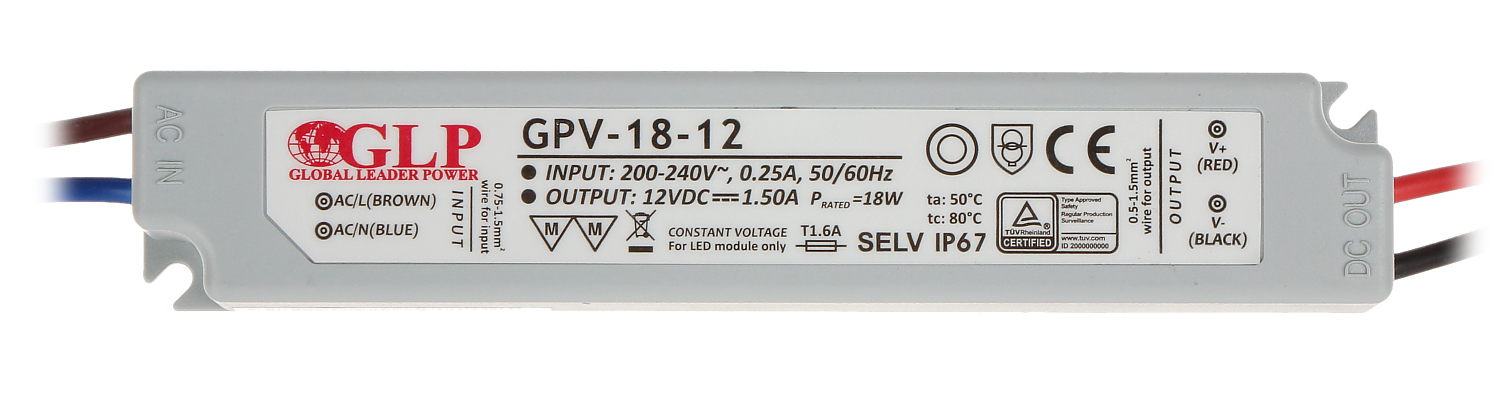 AC IN
GLP
GLOBAL LEADER POWER
AC/L(BROWN)
AC/N(BLUE)
INPUT
0.75-1.5mm²
wire for input
GPV-18-12
INPUT: 200-240V~, 0.25A, 50/60Hz
OUTPUT: 12VDC 1.50A PRATED=18W
M M
CONSTANT VOLTAGE
For LED module only
T1.6A
SELV IP67
ta: 50°C
tc: 80°C
CE
TÜVRheinland
CERTIFIED
Type Approved
Safety
Ragular Production
Surveillance
www.tuv.com
ID 2000000000
0.5-1.5mm²
wire for output
OUTPUT
V+
(RED)
V-
(BLACK)
DC OUT